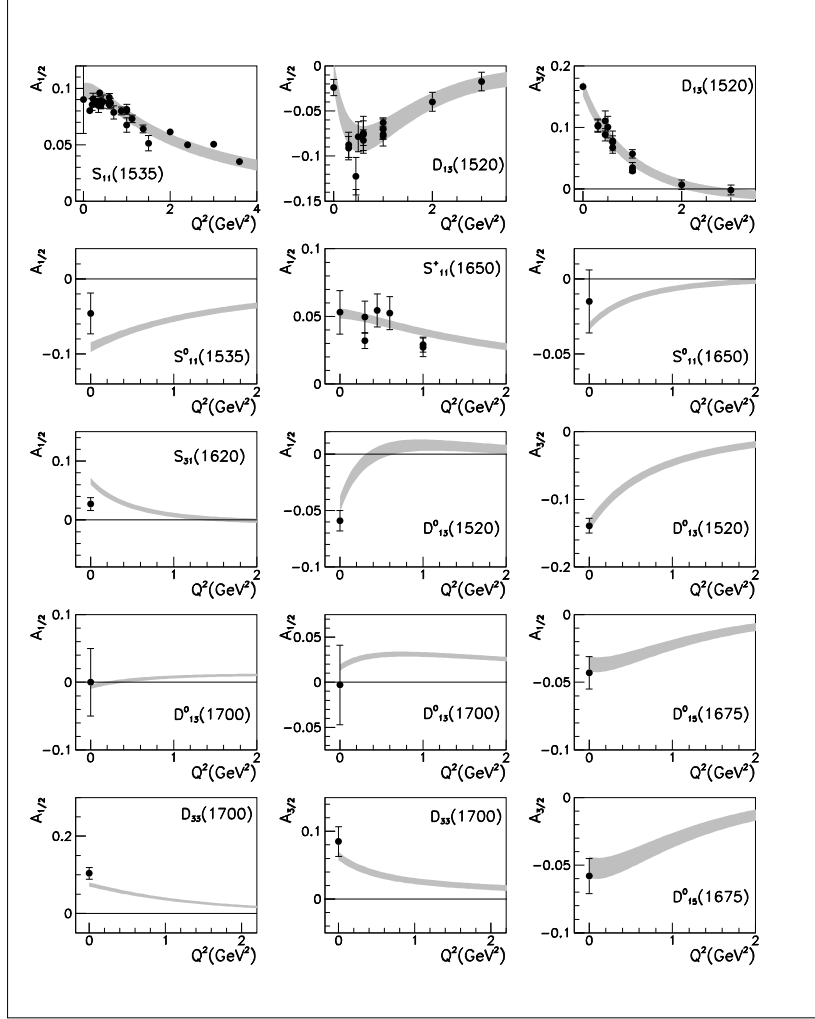 A₁/₂
0.1
0.05
0
S₁₁(1535)
0 2 4
Q²(GeV²)
A₁/₂
0
−0.05
−0.1
−0.15
D₁₃(1520)
0 2
Q²(GeV²)
A₃/₂
0.2
0.1
0
D₁₃(1520)
0 2
Q²(GeV²)
A₁/₂
0
−0.1
S⁰₁₁(1535)
0 1 2
Q²(GeV²)
A₁/₂
0.1
0.05
0
S⁺₁₁(1650)
0 1 2
Q²(GeV²)
A₁/₂
0
−0.05
S⁰₁₁(1650)
0 1 2
Q²(GeV²)
A₁/₂
0.1
0
S₃₁(1620)
0 1 2
Q²(GeV²)
A₁/₂
0
−0.05
−0.1
D⁰₁₃(1520)
0 1 2
Q²(GeV²)
A₃/₂
0
−0.1
−0.2
D⁰₁₃(1520)
0 1 2
Q²(GeV²)
A₁/₂
0.1
0
−0.1
D⁰₁₃(1700)
0 1 2
Q²(GeV²)
A₃/₂
0.05
0
−0.05
D⁰₁₃(1700)
0 1 2
Q²(GeV²)
A₁/₂
0
−0.05
−0.1
D⁰₁₅(1675)
0 1 2
Q²(GeV²)
A₁/₂
0.2
0
D₃₃(1700)
0 1 2
Q²(GeV²)
A₃/₂
0.1
0
D₃₃(1700)
0 1 2
Q²(GeV²)
A₃/₂
0
−0.05
−0.1
D⁰₁₅(1675)
0 1 2
Q²(GeV²)